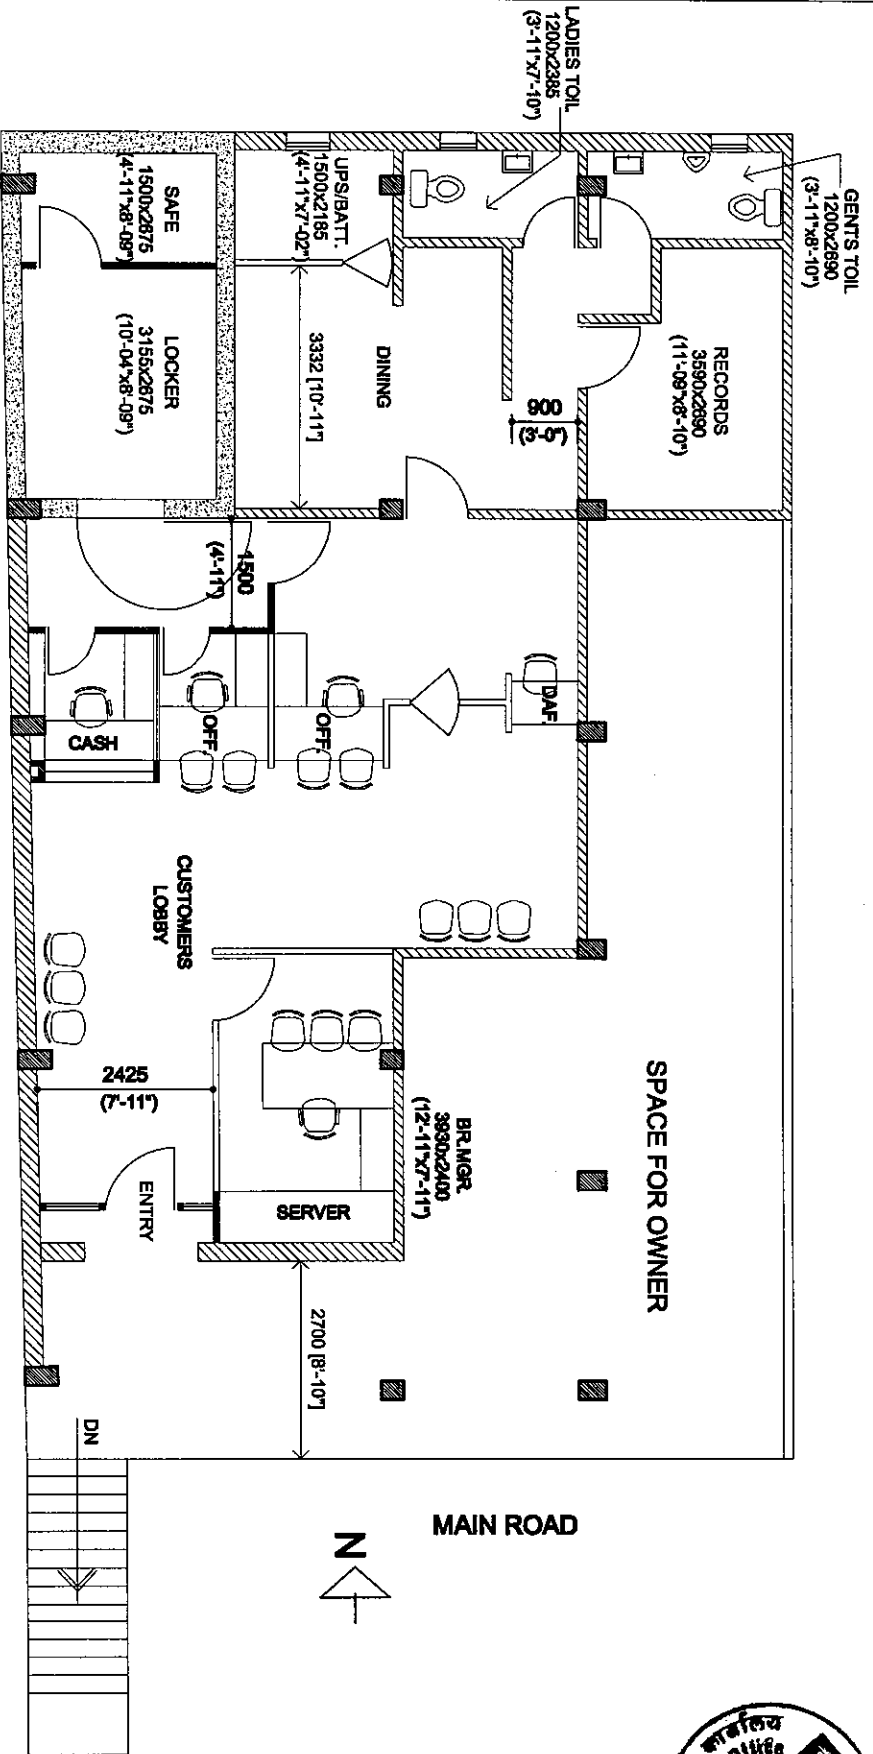 LADIES TOIL
1200x2385
(3'-11"x7'-10")
GENTS TOIL
1200x2690
(3'-11"x8'-10")
SAFE
1500x2675
(4'-11"x8'-09")
UPS/BATT.
1500x2185
(4'-11"x7'-02")
LOCKER
3155x2675
(10'-04"x8'-09")
3332 [10'-11"]
DINING
900
(3'-0")
RECORDS
3590x2690
(11'-09"x8'-10")
1500
(4'-11")
CASH
OFF.
OFF.
DAF.
CUSTOMERS
LOBBY
2425
(7'-11")
ENTRY
SERVER
BR.MGR.
3930x2400
(12'-11"x7'-11")
SPACE FOR OWNER
2700 [8'-10"]
DN
MAIN ROAD
N